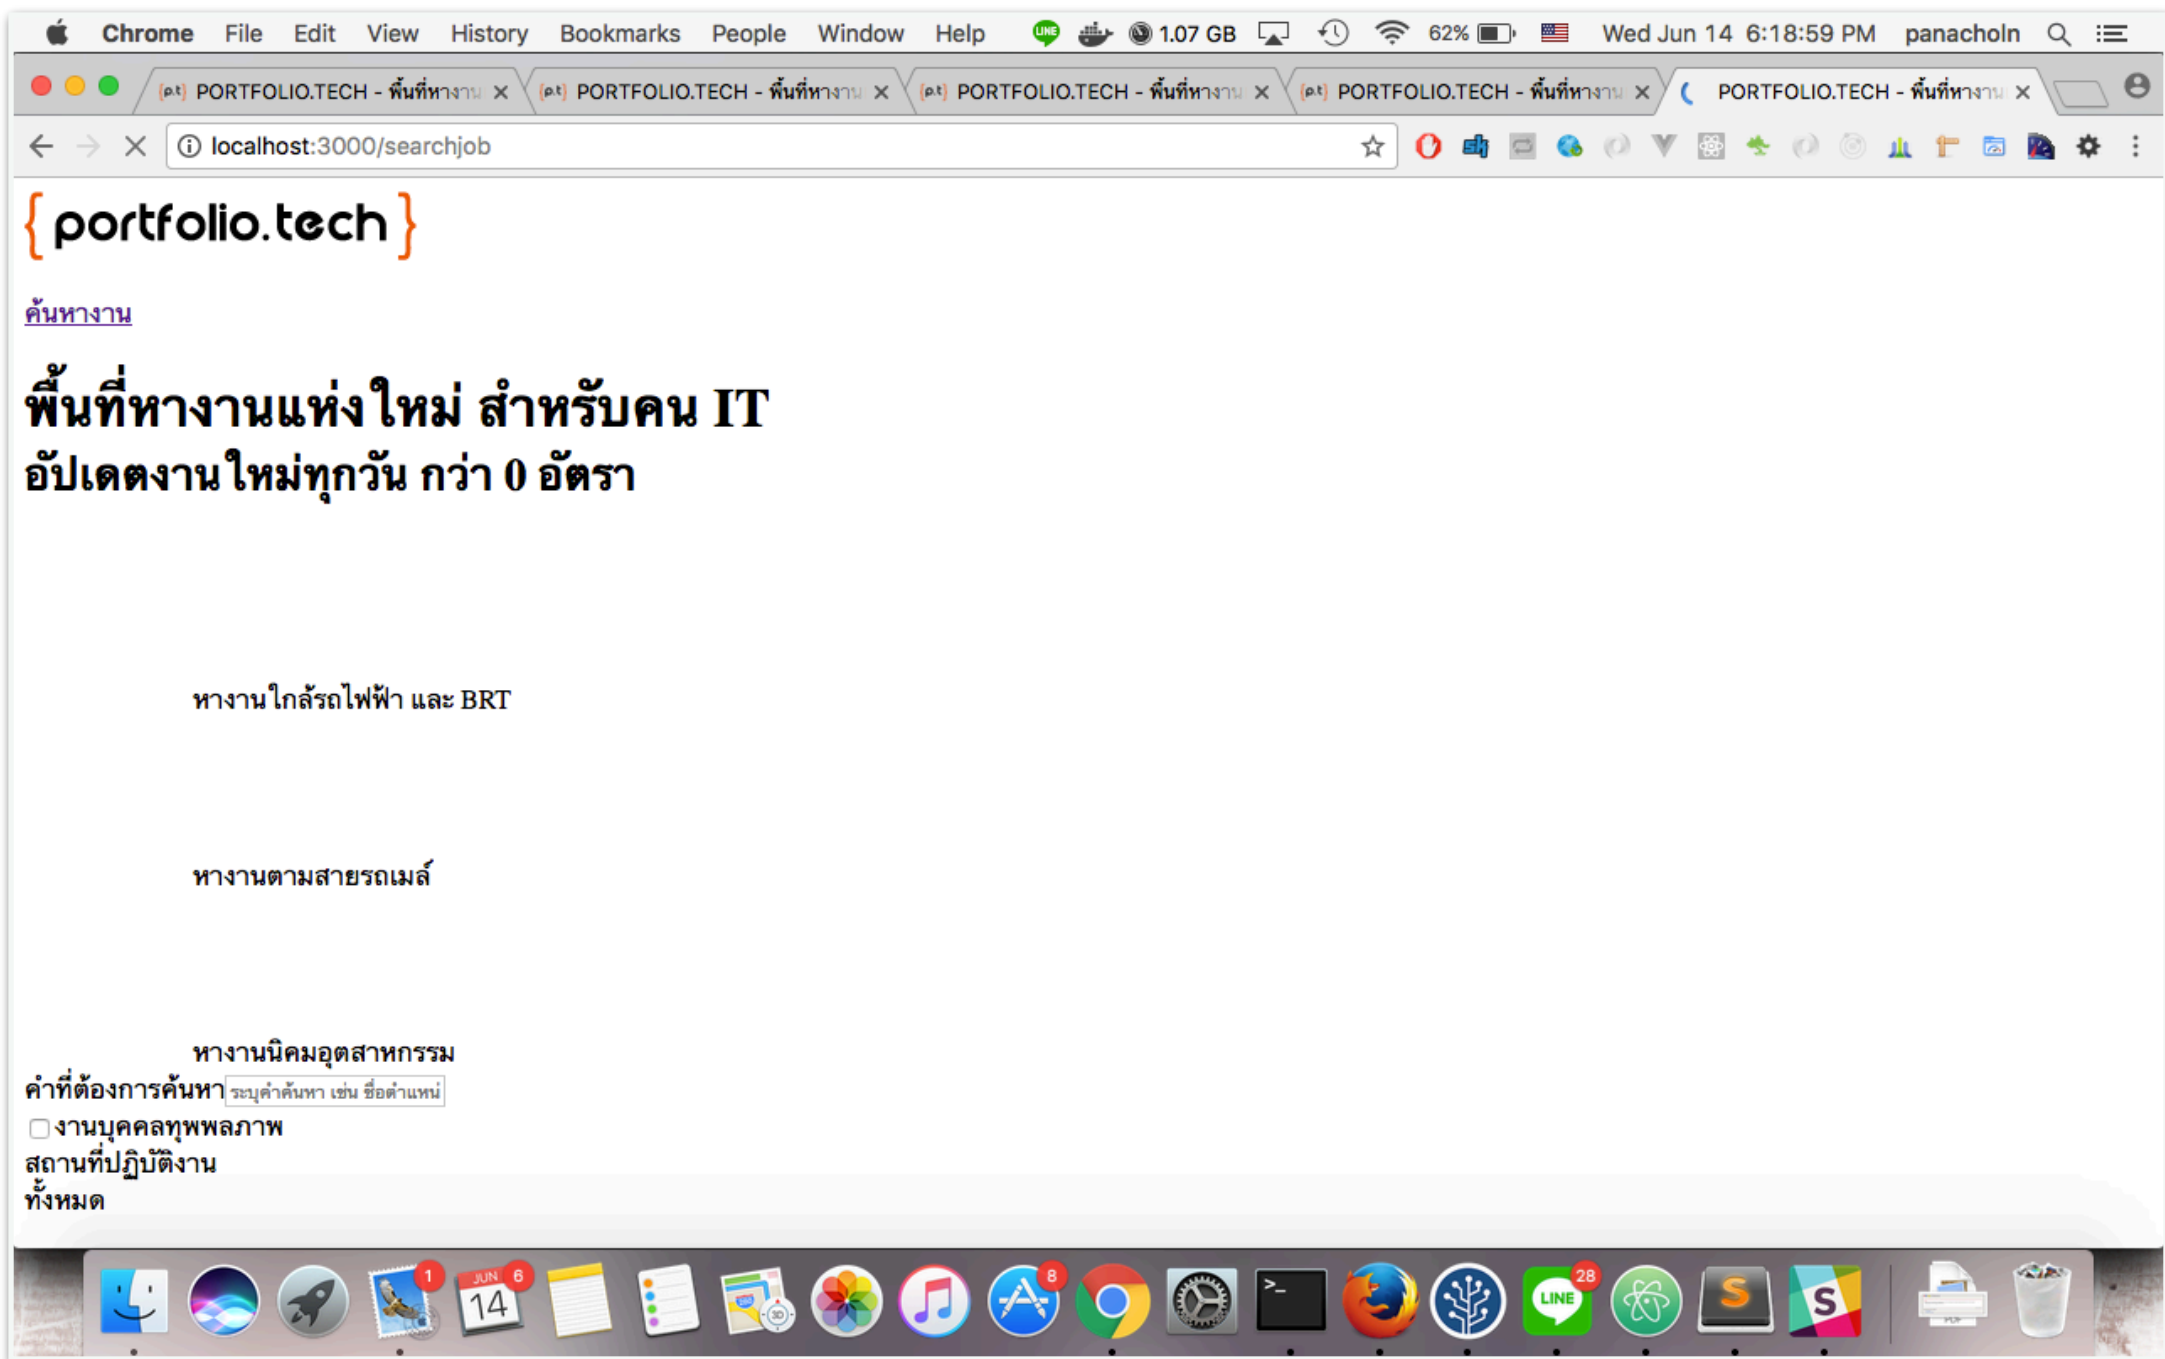 Chrome File Edit View History Bookmarks People Window Help LINE 1.07 GB 62% Wed Jun 14 6:18:59 PM panacholn
{p.t} PORTFOLIO.TECH - พื้นที่หางาน {p.t} PORTFOLIO.TECH - พื้นที่หางาน {p.t} PORTFOLIO.TECH - พื้นที่หางาน {p.t} PORTFOLIO.TECH - พื้นที่หางาน PORTFOLIO.TECH - พื้นที่หางาน
localhost:3000/searchjob
{portfolio.tech}
ค้นหางาน
พื้นที่หางานแห่งใหม่ สำหรับคน IT
อัปเดตงานใหม่ทุกวัน กว่า 0 อัตรา
หางานใกล้รถไฟฟ้า และ BRT
หางานตามสายรถเมล์
หางานนิคมอุตสาหกรรม
คำที่ต้องการค้นหา ระบุคำค้นหา เช่น ชื่อตำแหน่
งานบุคคลทุพพลภาพ
สถานที่ปฏิบัติงาน
ทั้งหมด
1 JUN 6 14 8 >_ LINE 28 S S PDF